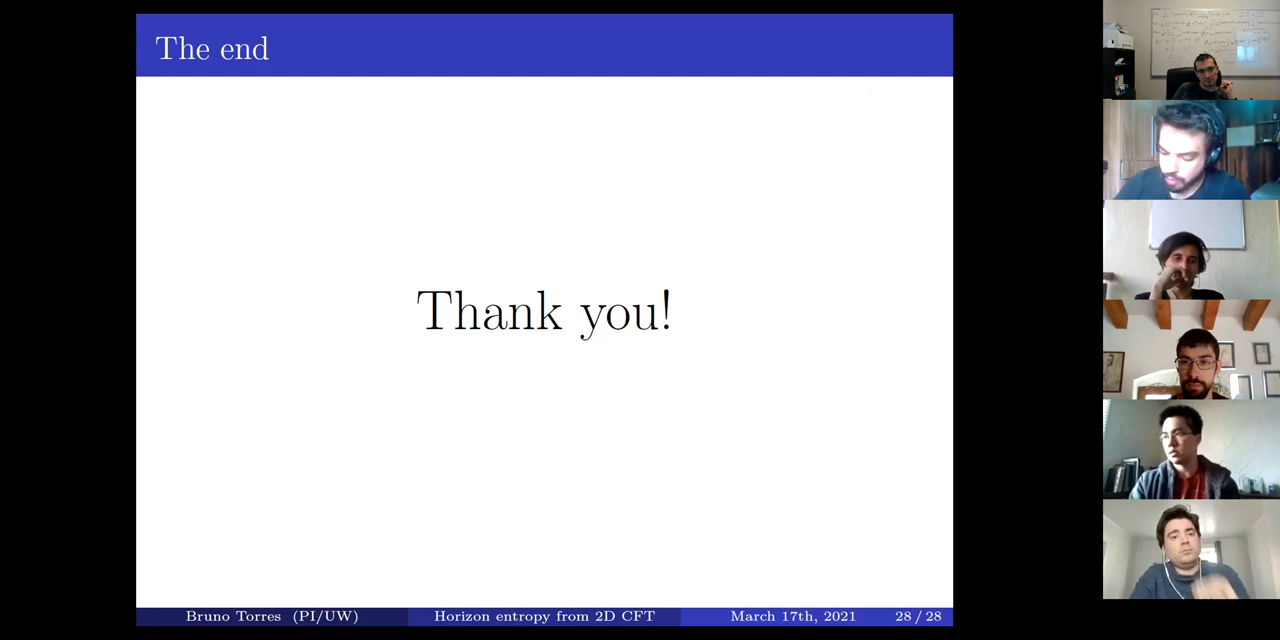 The end
Thank you!
Bruno Torres (PI/UW) Horizon entropy from 2D CFT March 17th, 2021 28 / 28